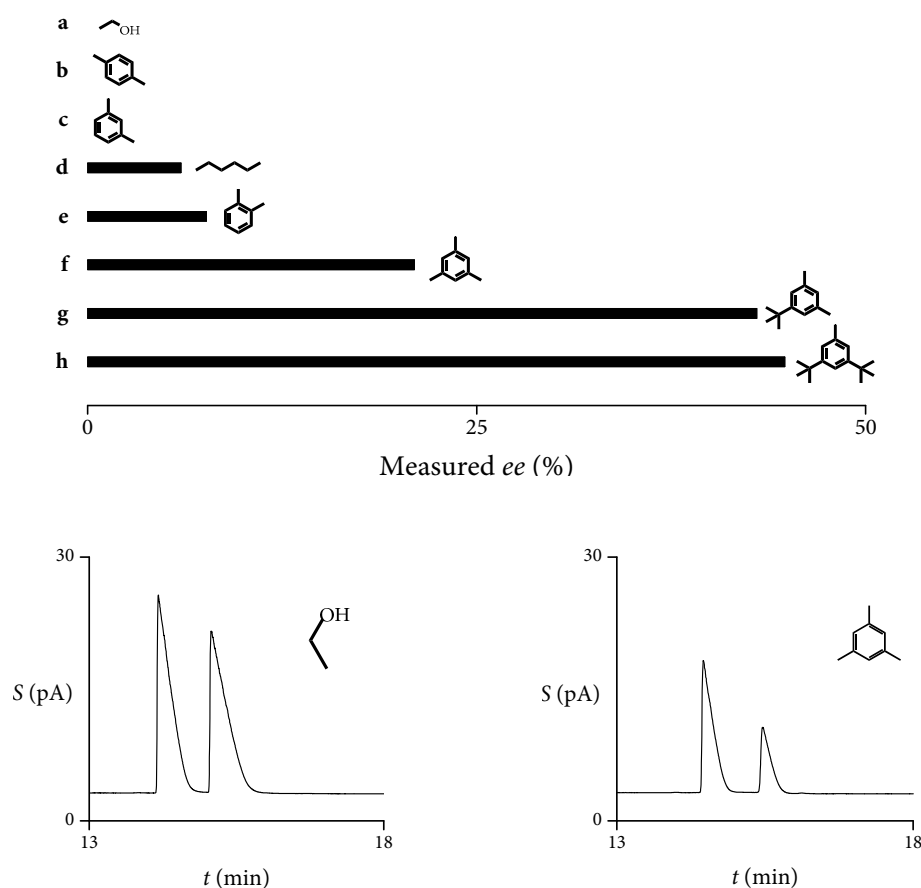 a
OH
b
c
d
e
f
g
h
0 25 50
Measured ee (%)
30
S (pA)
0
13 18
t (min)
OH
30
S (pA)
0
13 18
t (min)